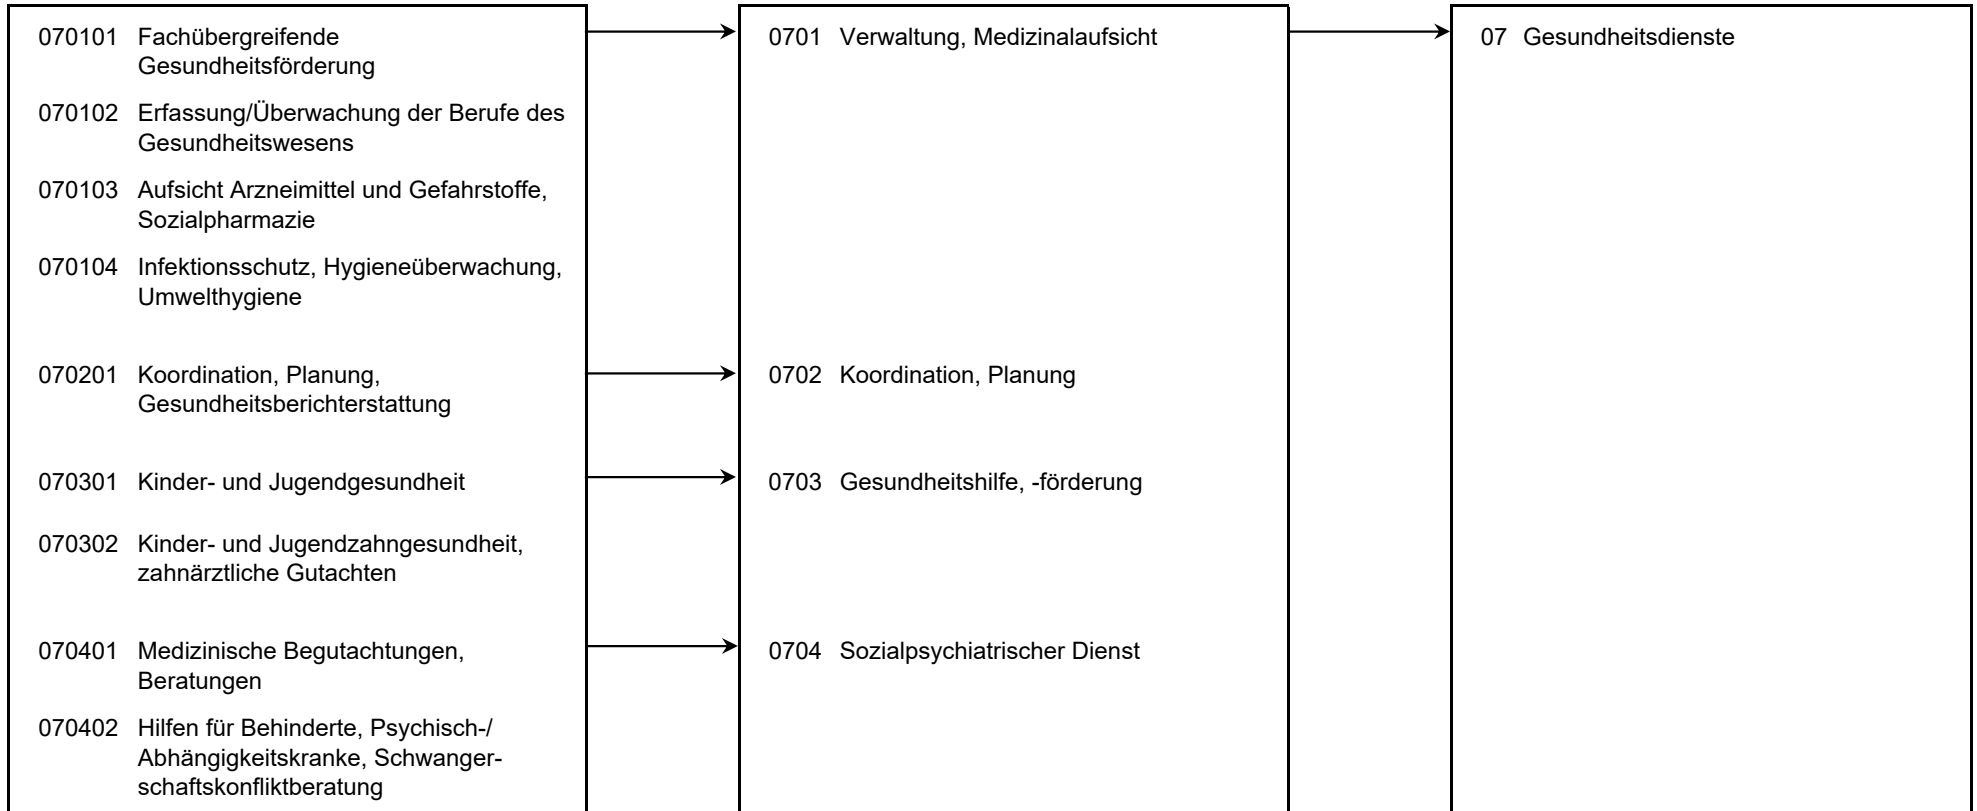 070101 Fachübergreifende
Gesundheitsförderung
070102 Erfassung/Überwachung der Berufe des
Gesundheitswesens
070103 Aufsicht Arzneimittel und Gefahrstoffe,
Sozialpharmazie
070104 Infektionsschutz, Hygieneüberwachung,
Umwelthygiene
070201 Koordination, Planung,
Gesundheitsberichterstattung
070301 Kinder- und Jugendgesundheit
070302 Kinder- und Jugendzahngesundheit,
zahnärztliche Gutachten
070401 Medizinische Begutachtungen,
Beratungen
070402 Hilfen für Behinderte, Psychisch-/
Abhängigkeitskranke, Schwanger-
schaftskonfliktberatung
0701 Verwaltung, Medizinalaufsicht
0702 Koordination, Planung
0703 Gesundheitshilfe, -förderung
0704 Sozialpsychiatrischer Dienst
07 Gesundheitsdienste